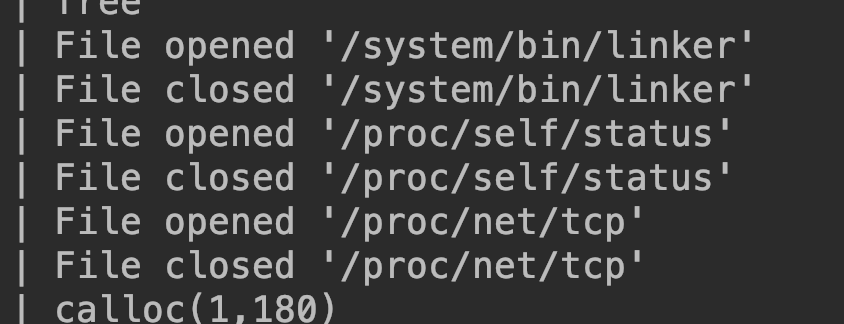 | free
| File opened '/system/bin/linker'
| File closed '/system/bin/linker'
| File opened '/proc/self/status'
| File closed '/proc/self/status'
| File opened '/proc/net/tcp'
| File closed '/proc/net/tcp'
| calloc(1,180)